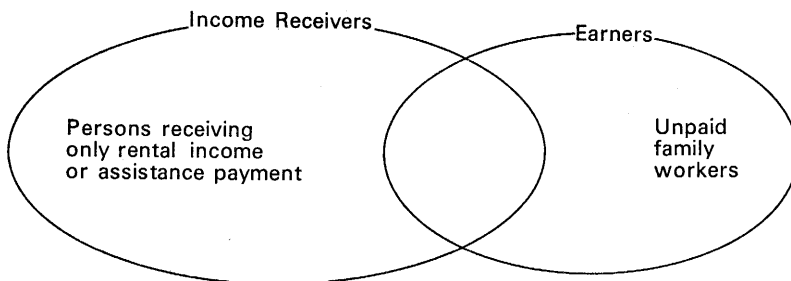 Income Receivers
Earners
Persons receiving
only rental income
or assistance payment
Unpaid
family
workers